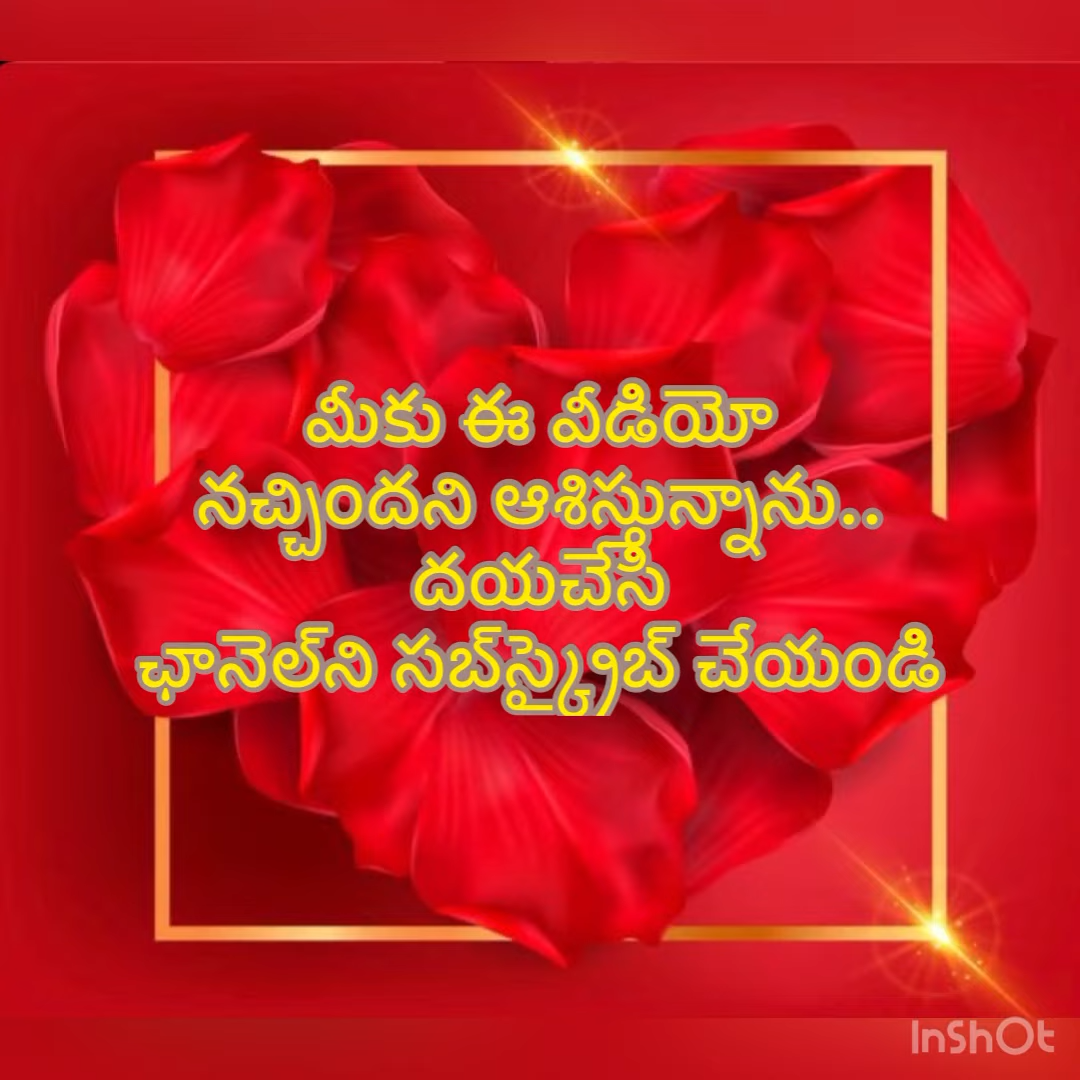 మీకు ఈ వీడియో
నచ్చిందని ఆశిస్తున్నాను..
దయచేసి
ఛానెల్‌ని సబ్‌స్క్రైబ్ చేయండి
InShOt